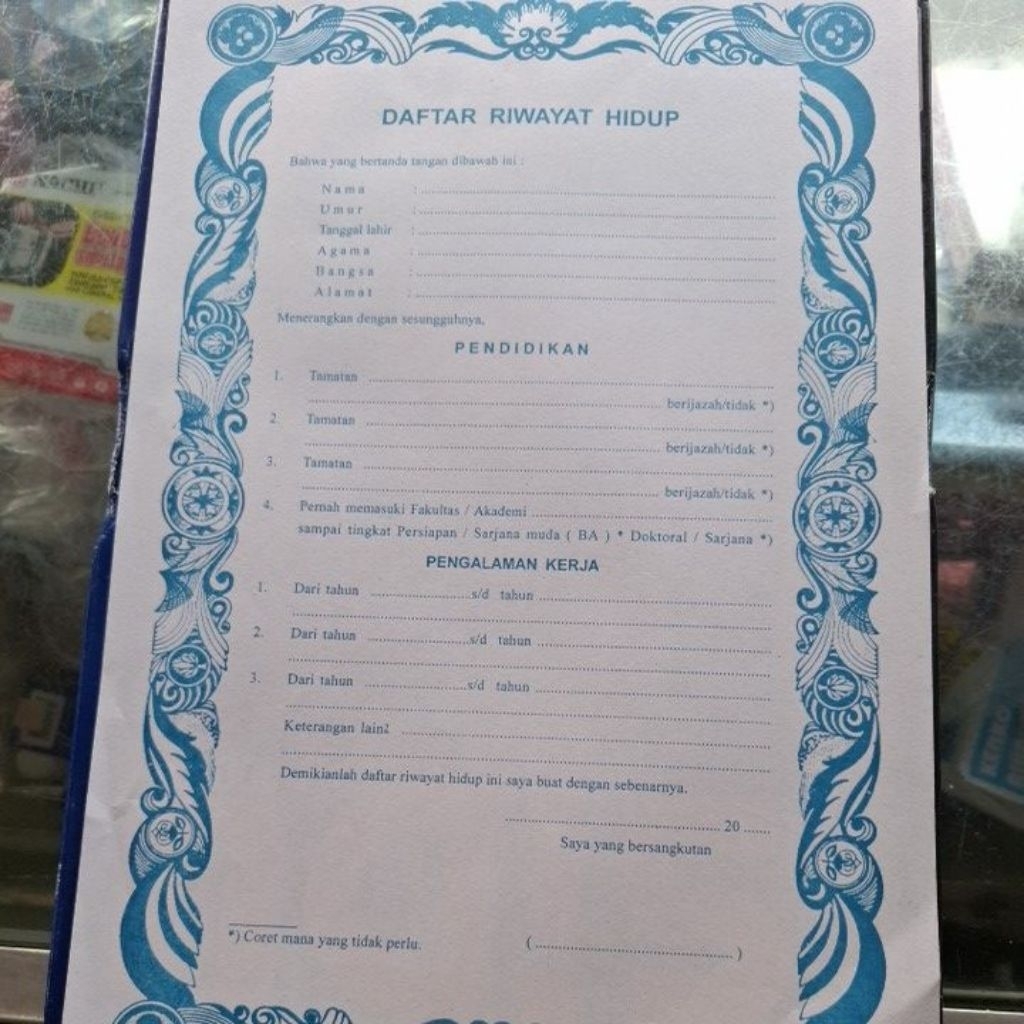 DAFTAR RIWAYAT HIDUP
Bahwa yang bertanda tangan dibawah ini :
Nama : ........................
Umur : ........................
Tanggal lahir : ........................
Agama : ........................
Bangsa : ........................
Alamat : ........................
Menerangkan dengan sesungguhnya,
PENDIDIKAN
1. Tamatan ........................
........................ berijazah/tidak *)
2. Tamatan ........................
........................ berijazah/tidak *)
3. Tamatan ........................
........................ berijazah/tidak *)
4. Pernah memasuki Fakultas / Akademi ........................
sampai tingkat Persiapan / Sarjana muda ( BA ) * Doktoral / Sarjana *)
PENGALAMAN KERJA
1. Dari tahun ............ s/d tahun ........................
........................
2. Dari tahun ............ s/d tahun ........................
........................
3. Dari tahun ............ s/d tahun ........................
........................
Keterangan lain2 ........................
........................
Demikianlah daftar riwayat hidup ini saya buat dengan sebenarnya.
........................ 20 ......
Saya yang bersangkutan
*) Coret mana yang tidak perlu.
( ........................ )